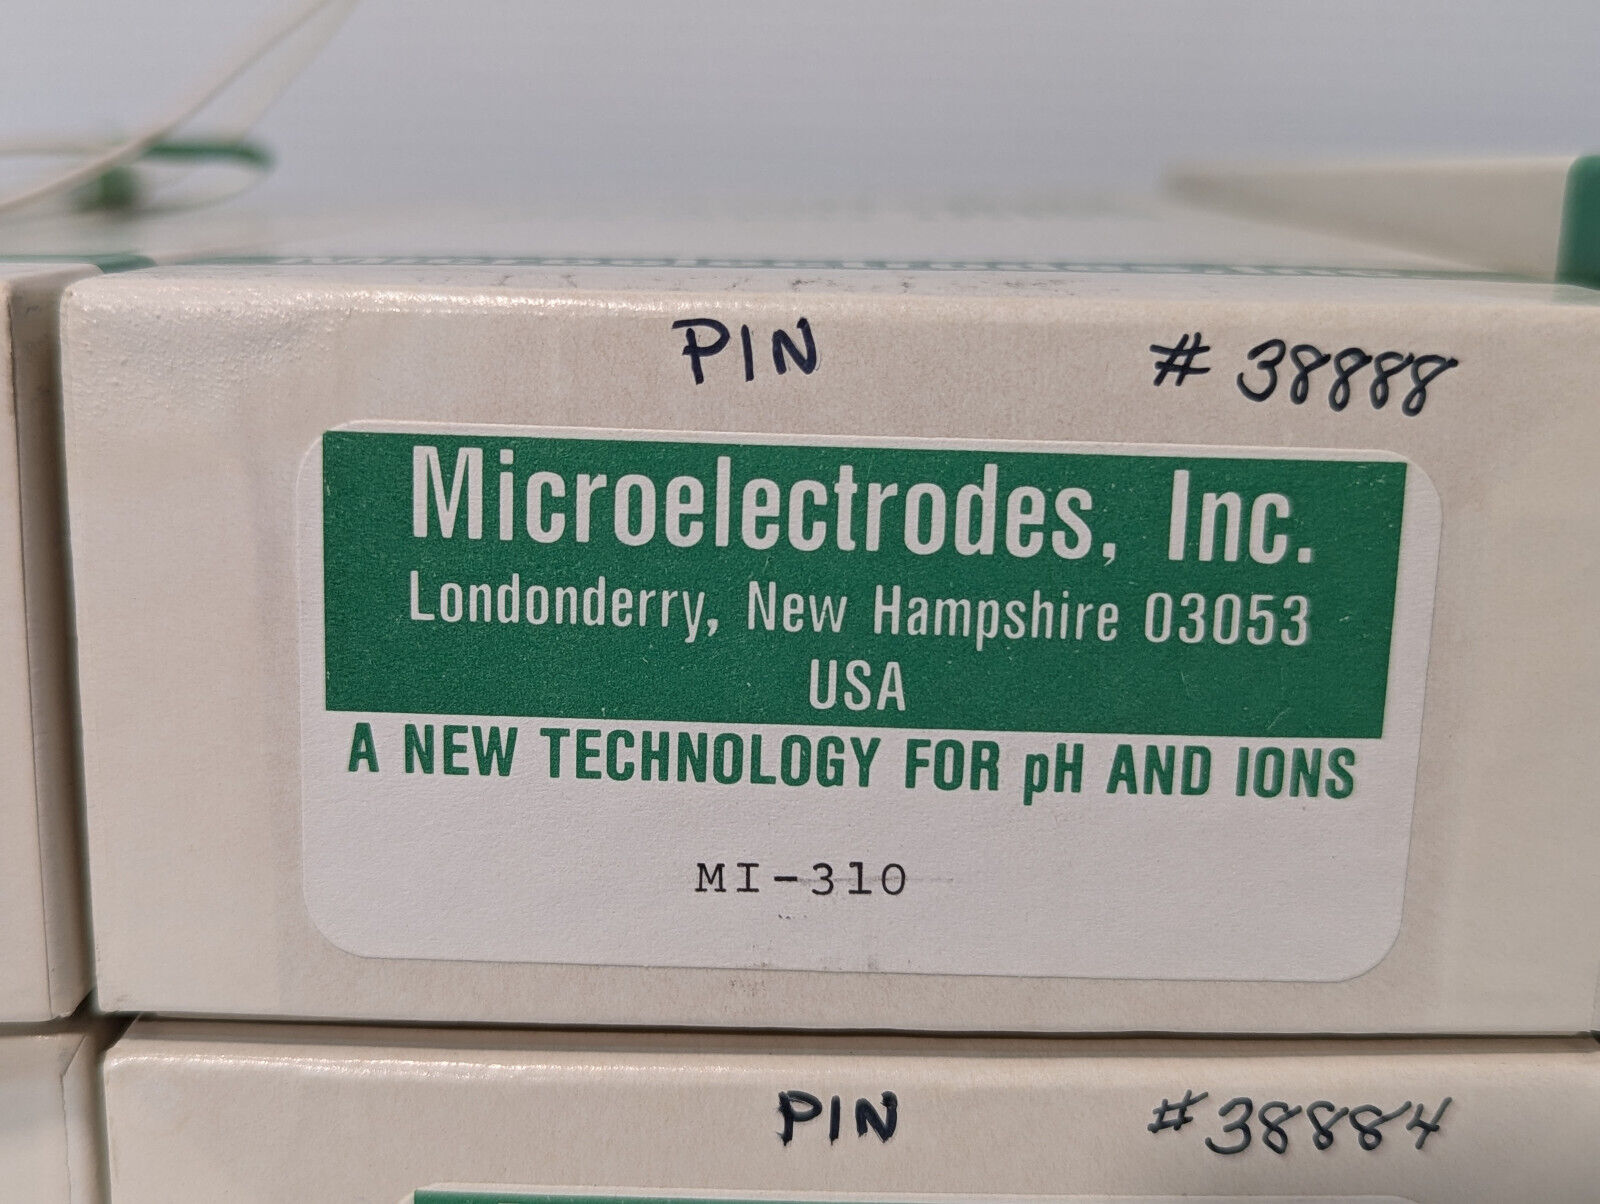 PIN # 38888
Microelectrodes, Inc.
Londonderry, New Hampshire 03053
USA
A NEW TECHNOLOGY FOR pH AND IONS
MI-310
PIN #38884